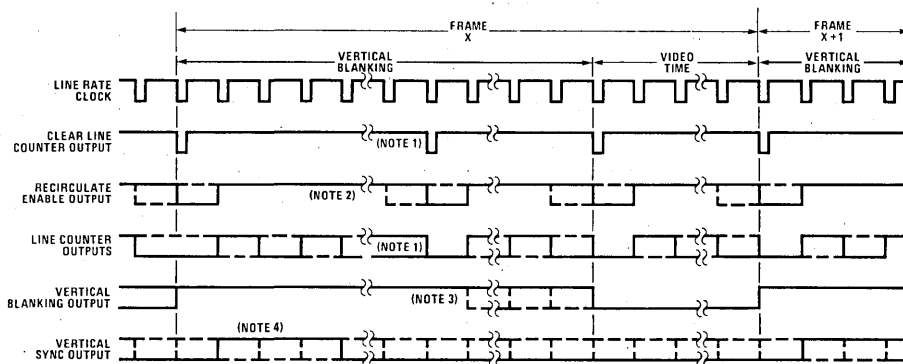 FRAME
X
FRAME
X+1
VERTICAL
BLANKING
VIDEO
TIME
VERTICAL
BLANKING
LINE RATE
CLOCK
CLEAR LINE
COUNTER OUTPUT
(NOTE 1)
RECIRCULATE
ENABLE OUTPUT
(NOTE 2)
LINE COUNTER
OUTPUTS
(NOTE 1)
VERTICAL
BLANKING OUTPUT
(NOTE 3)
VERTICAL
SYNC OUTPUT
(NOTE 4)